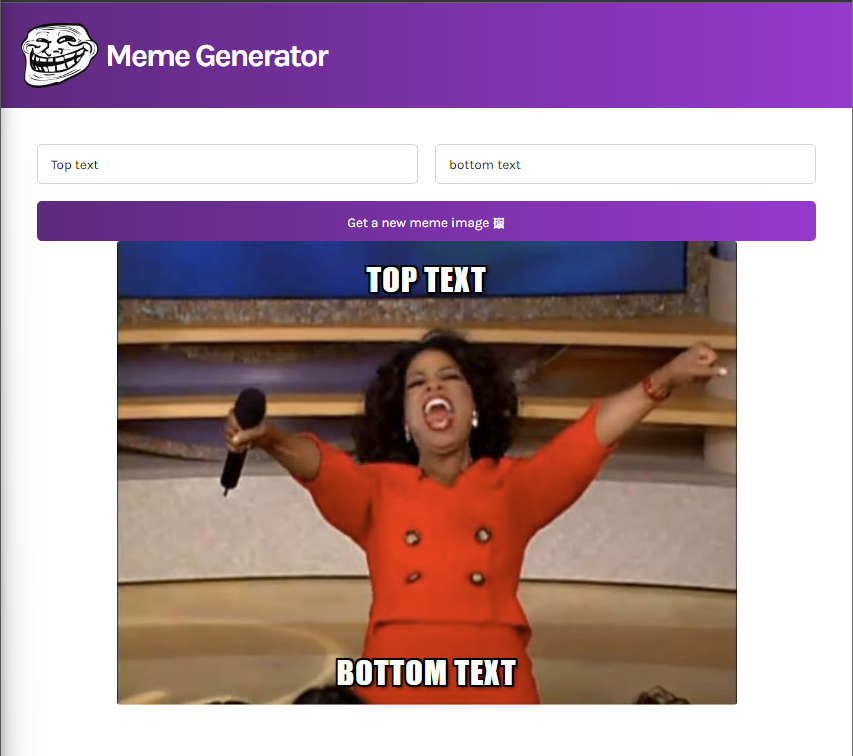 Meme Generator
Top text
bottom text
Get a new meme image 🖼
TOP TEXT
BOTTOM TEXT